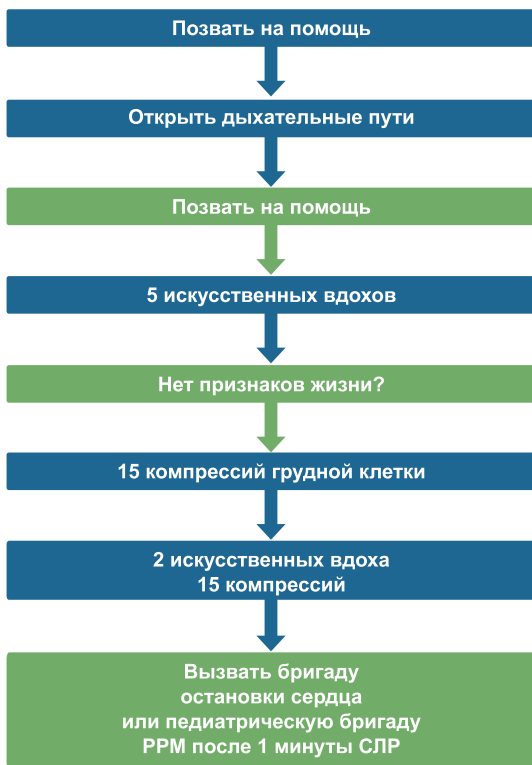 Позвать на помощь
Открыть дыхательные пути
Позвать на помощь
5 искусственных вдохов
Нет признаков жизни?
15 компрессий грудной клетки
2 искусственных вдоха
15 компрессий
Вызвать бригаду
остановки сердца
или педиатрическую бригаду
РРМ после 1 минуты СЛР